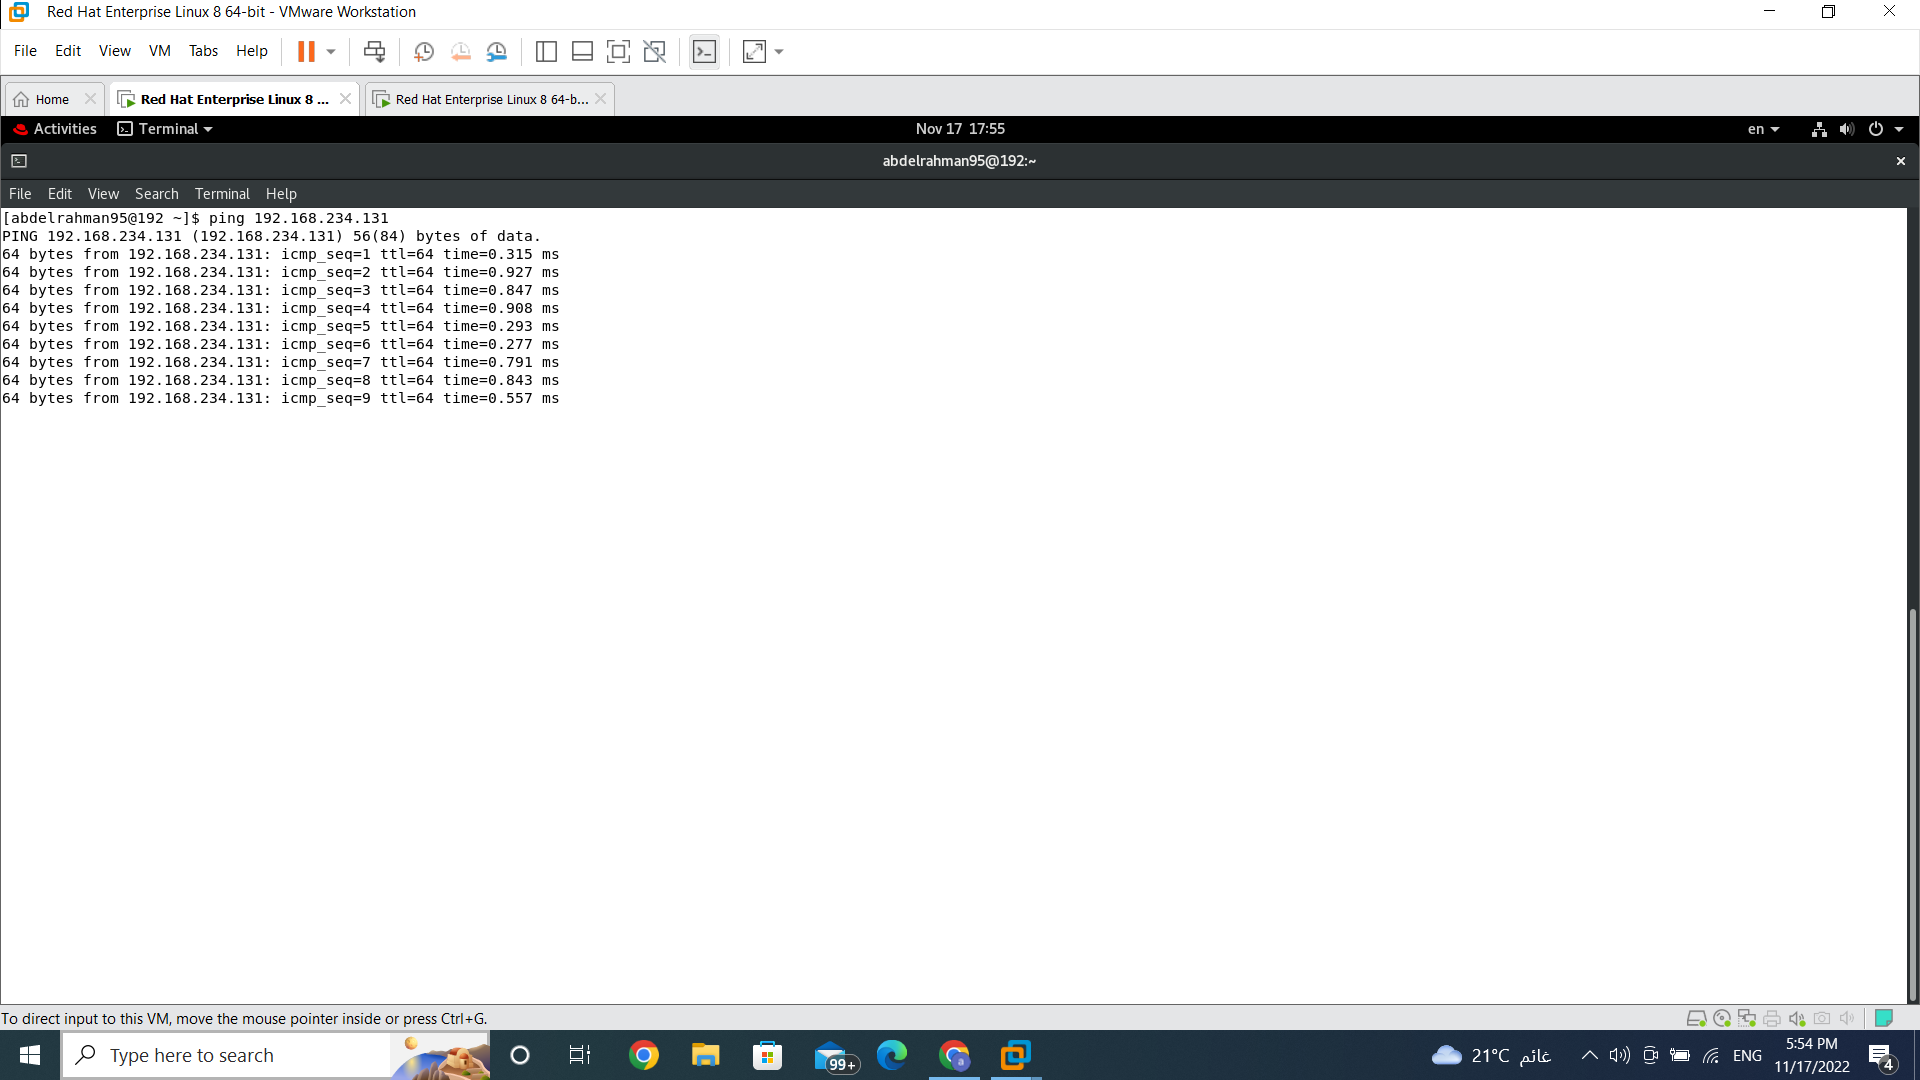 Red Hat Enterprise Linux 8 64-bit - VMware Workstation
File Edit View VM Tabs Help
Home
Red Hat Enterprise Linux 8 ...
Red Hat Enterprise Linux 8 64-b...
Activities Terminal Nov 17 17:55 en
abdelrahman95@192:~
File Edit View Search Terminal Help
[abdelrahman95@192 ~]$ ping 192.168.234.131
PING 192.168.234.131 (192.168.234.131) 56(84) bytes of data.
64 bytes from 192.168.234.131: icmp_seq=1 ttl=64 time=0.315 ms
64 bytes from 192.168.234.131: icmp_seq=2 ttl=64 time=0.927 ms
64 bytes from 192.168.234.131: icmp_seq=3 ttl=64 time=0.847 ms
64 bytes from 192.168.234.131: icmp_seq=4 ttl=64 time=0.908 ms
64 bytes from 192.168.234.131: icmp_seq=5 ttl=64 time=0.293 ms
64 bytes from 192.168.234.131: icmp_seq=6 ttl=64 time=0.277 ms
64 bytes from 192.168.234.131: icmp_seq=7 ttl=64 time=0.791 ms
64 bytes from 192.168.234.131: icmp_seq=8 ttl=64 time=0.843 ms
64 bytes from 192.168.234.131: icmp_seq=9 ttl=64 time=0.557 ms
To direct input to this VM, move the mouse pointer inside or press Ctrl+G.
Type here to search
99+
a
21°C غائم
ENG
5:54 PM
11/17/2022
4